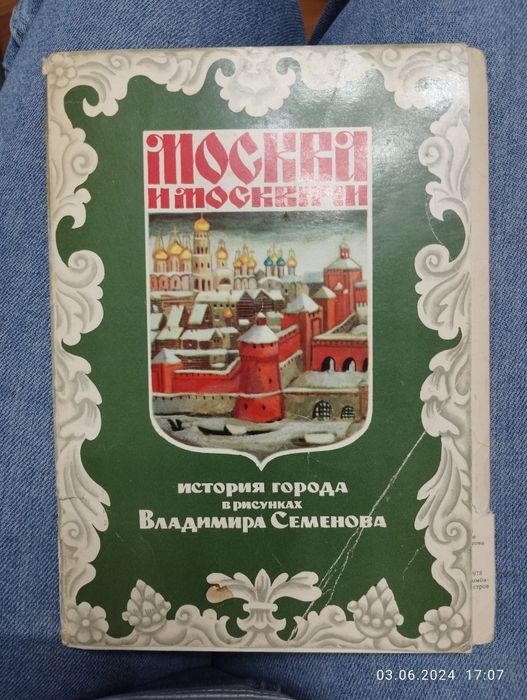 МОСКВА
И МОСКВИЧИ
ИСТОРИЯ ГОРОДА
В РИСУНКАХ
ВЛАДИМИРА СЕМЕНОВА
03.06.2024 17:07